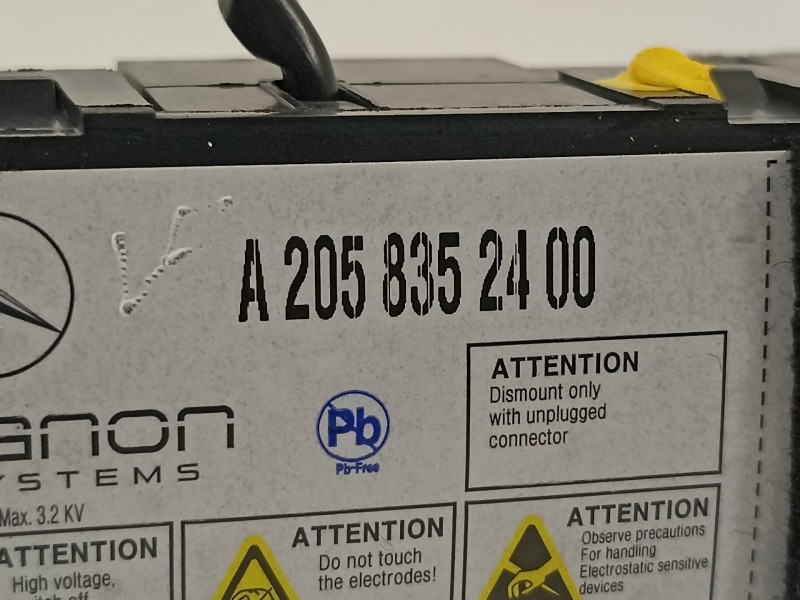 A 205 835 24 00
ATTENTION
Dismount only
with unplugged
connector
anon
YSTEMS
Pb
Pb-Free
Max. 3.2 KV
ATTENTION
High voltage,
ATTENTION
Do not touch
the electrodes!
ATTENTION
Observe precautions
For handling
Electrostatic sensitive
devices